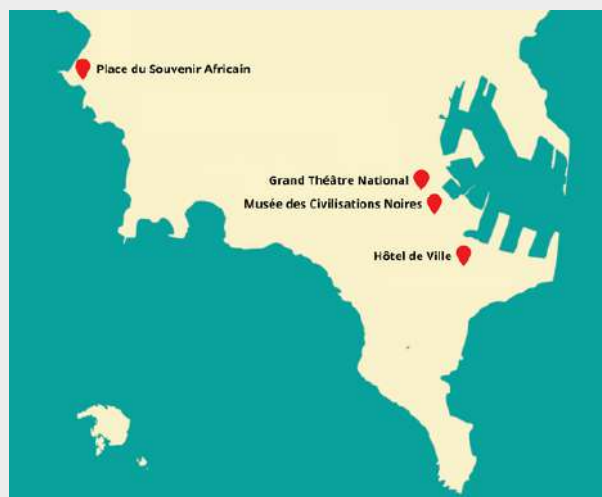 Place du Souvenir Africain
Grand Théâtre National
Musée des Civilisations Noires
Hôtel de Ville